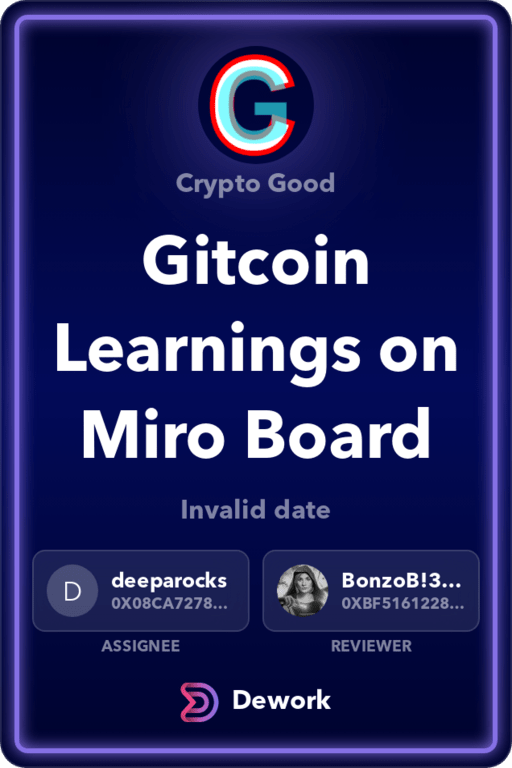 G
Crypto Good
Gitcoin
Learnings on
Miro Board
Invalid date
D
deeparocks
0X08CA7278...
ASSIGNEE
BonzoB!3...
0XBF5161228...
REVIEWER
Dework